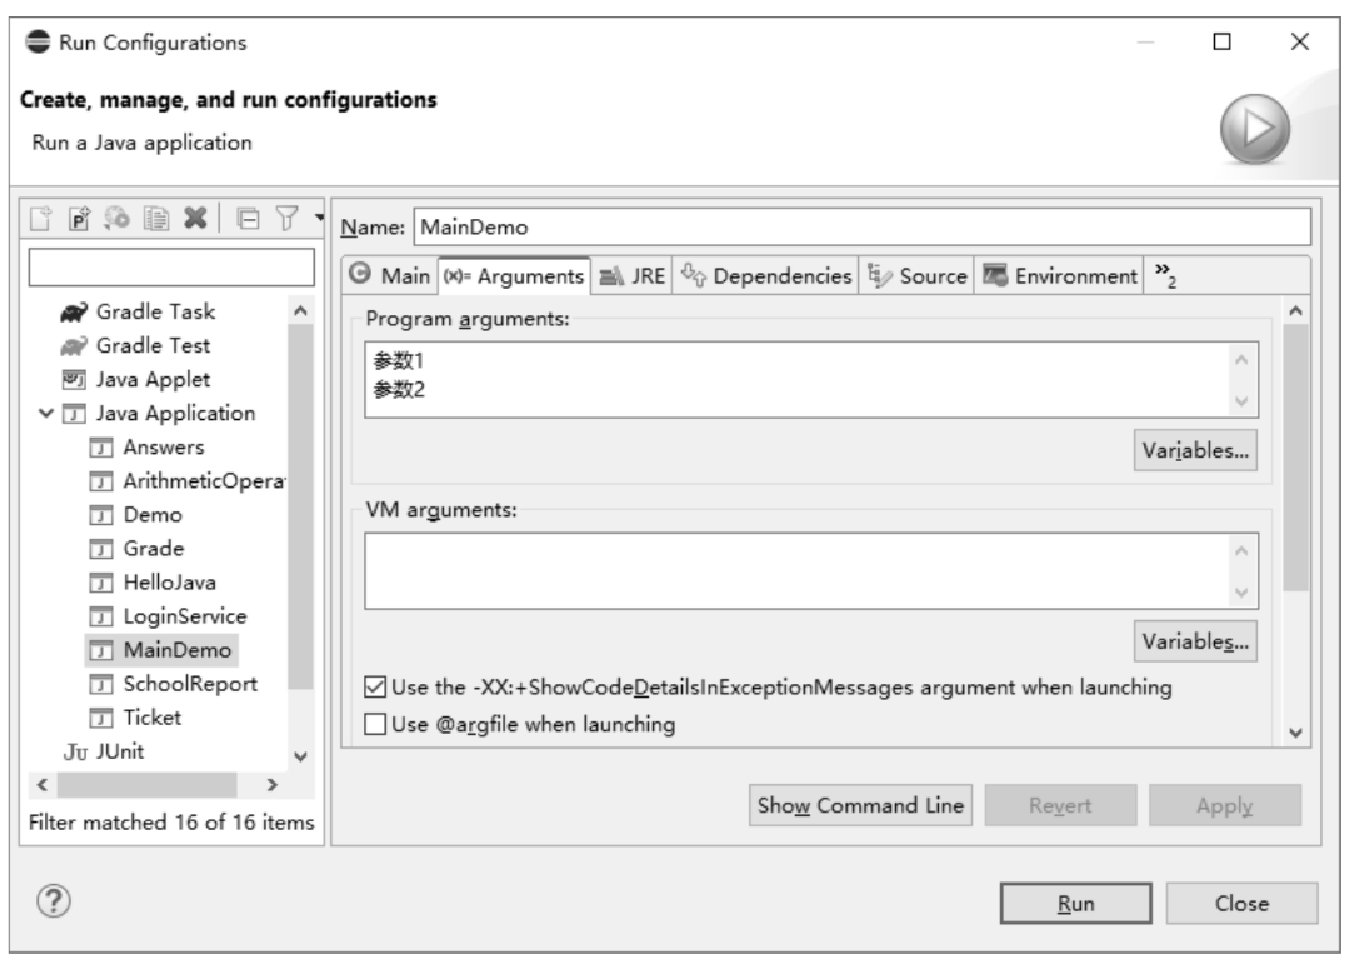 Run Configurations
Create, manage, and run configurations
Run a Java application
Name: MainDemo
Main
(x)= Arguments
JRE
Dependencies
Source
Environment
»2
Gradle Task
Gradle Test
Java Applet
Java Application
Answers
ArithmeticOpera
Demo
Grade
HelloJava
LoginService
MainDemo
SchoolReport
Ticket
Ju JUnit
Filter matched 16 of 16 items
Program arguments:
参数1
参数2
Variables...
VM arguments:
Variables...
Use the -XX:+ShowCodeDetailsInExceptionMessages argument when launching
Use @argfile when launching
Show Command Line
Revert
Apply
?
Run
Close